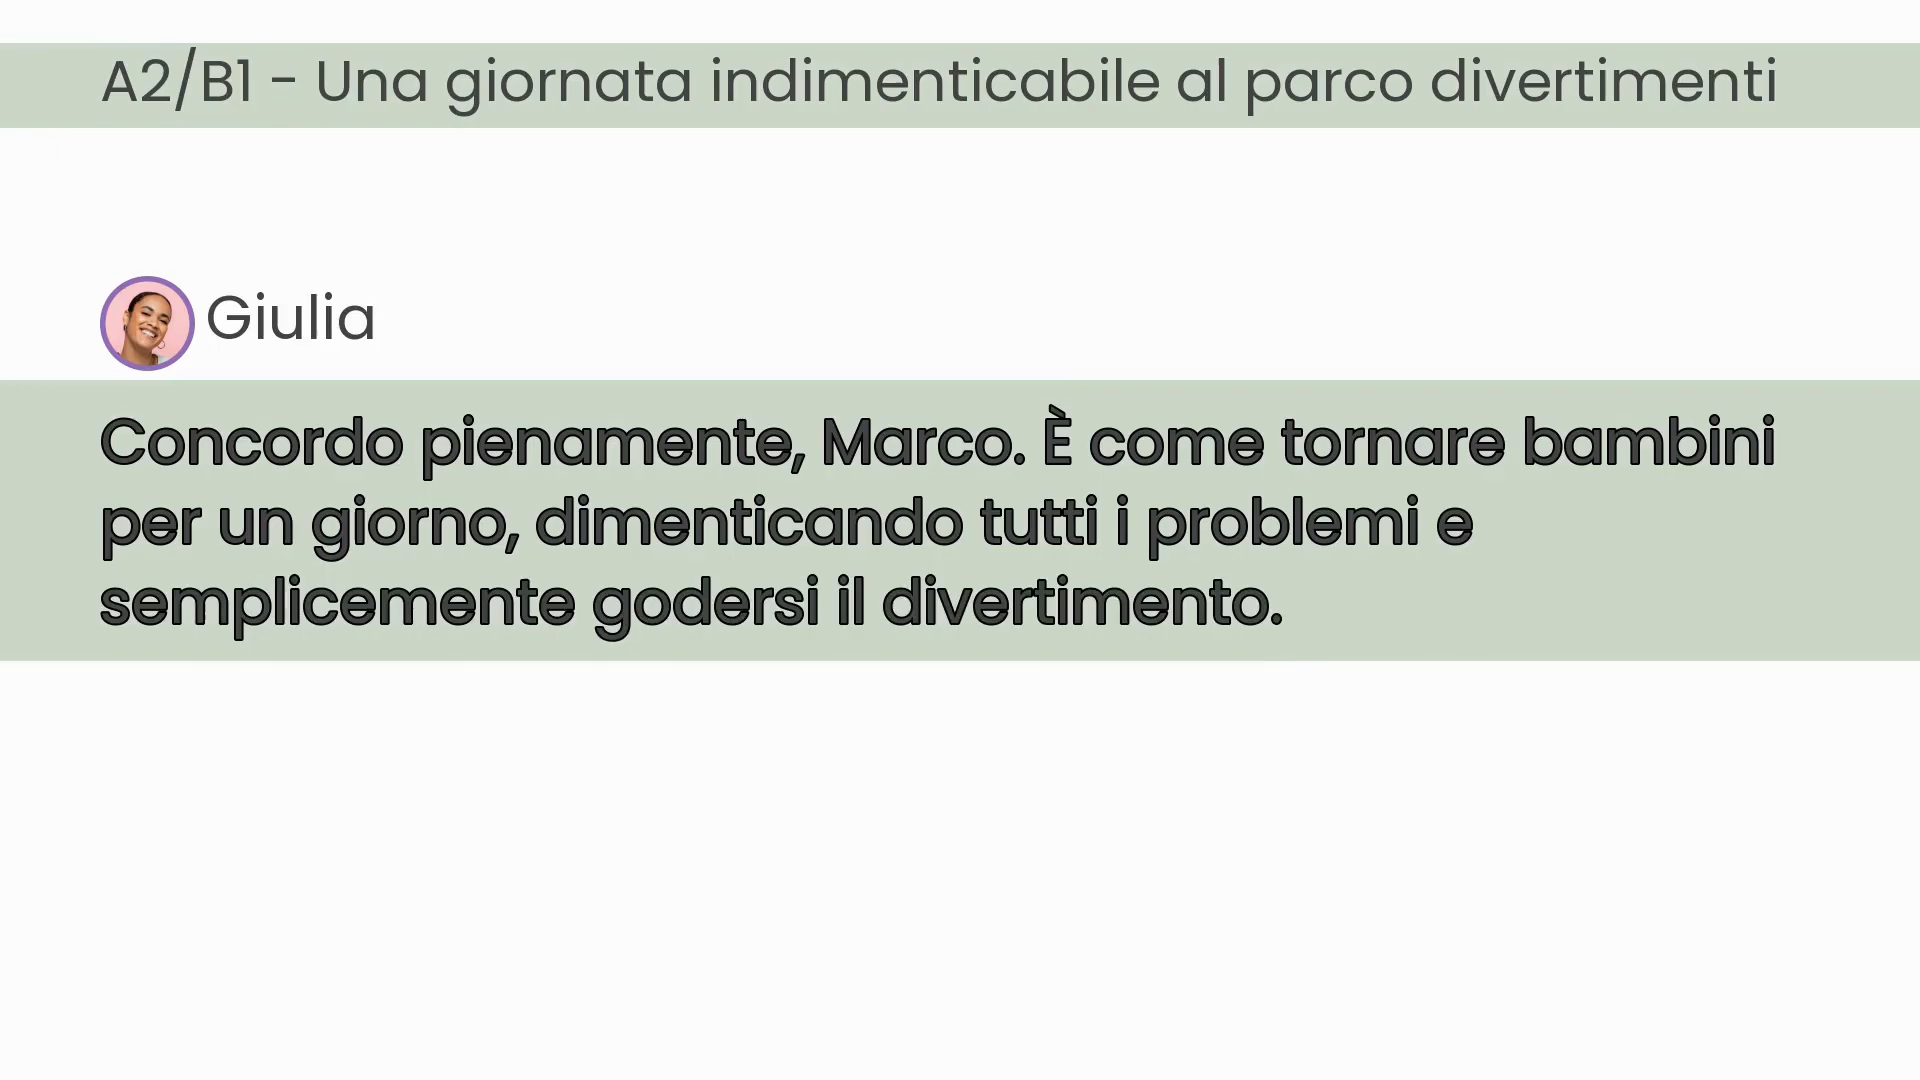 A2/B1 - Una giornata indimenticabile al parco divertimenti
Giulia
Concordo pienamente, Marco. È come tornare bambini
per un giorno, dimenticando tutti i problemi e
semplicemente godersi il divertimento.